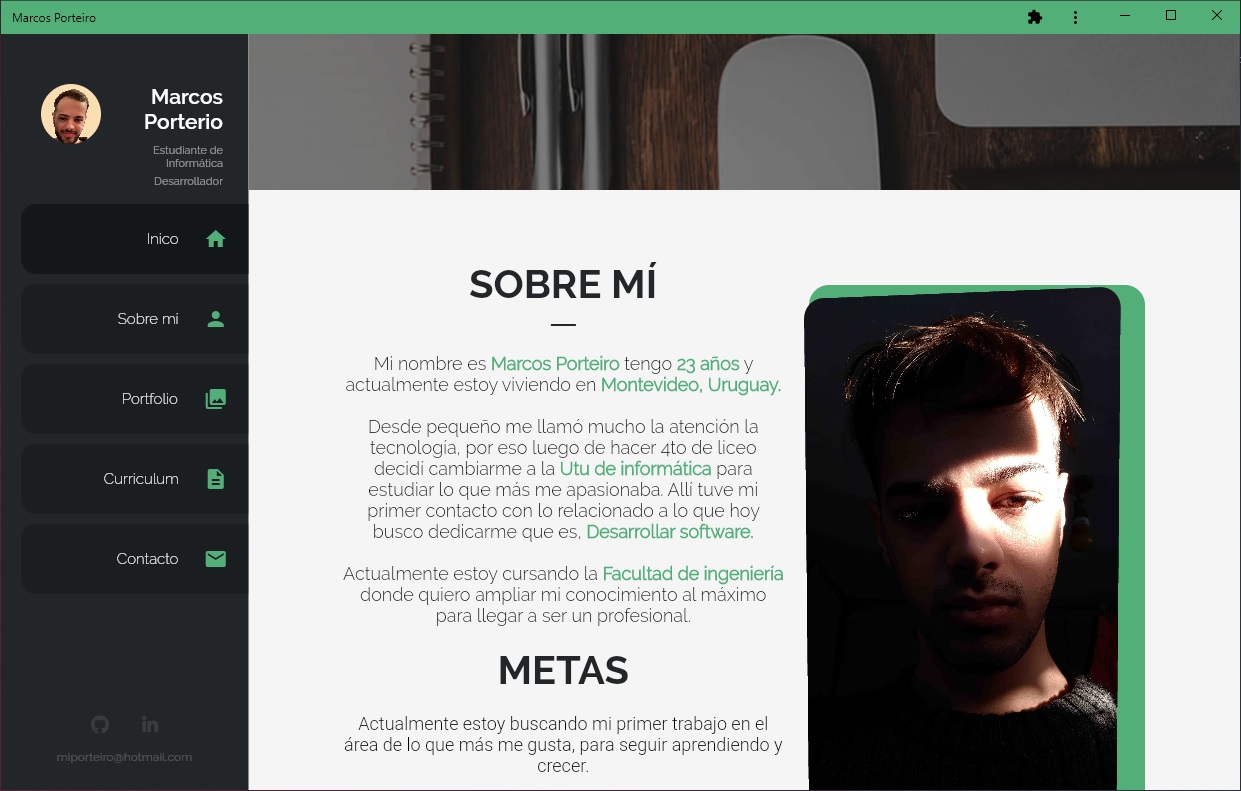 Marcos Porteiro
Marcos
Porterio
Estudiante de
Informática
Desarrollador
Inico
Sobre mi
Portfolio
Curriculum
Contacto
miporteiro@hotmail.com
SOBRE MÍ
Mi nombre es Marcos Porteiro tengo 23 años y
actualmente estoy viviendo en Montevideo, Uruguay.
Desde pequeño me llamó mucho la atención la
tecnología, por eso luego de hacer 4to de liceo
decidí cambiarme a la Utu de informática para
estudiar lo que más me apasionaba. Allí tuve mi
primer contacto con lo relacionado a lo que hoy
busco dedicarme que es, Desarrollar software.
Actualmente estoy cursando la Facultad de ingeniería
donde quiero ampliar mi conocimiento al máximo
para llegar a ser un profesional.
METAS
Actualmente estoy buscando mi primer trabajo en el
área de lo que más me gusta, para seguir aprendiendo y
crecer.